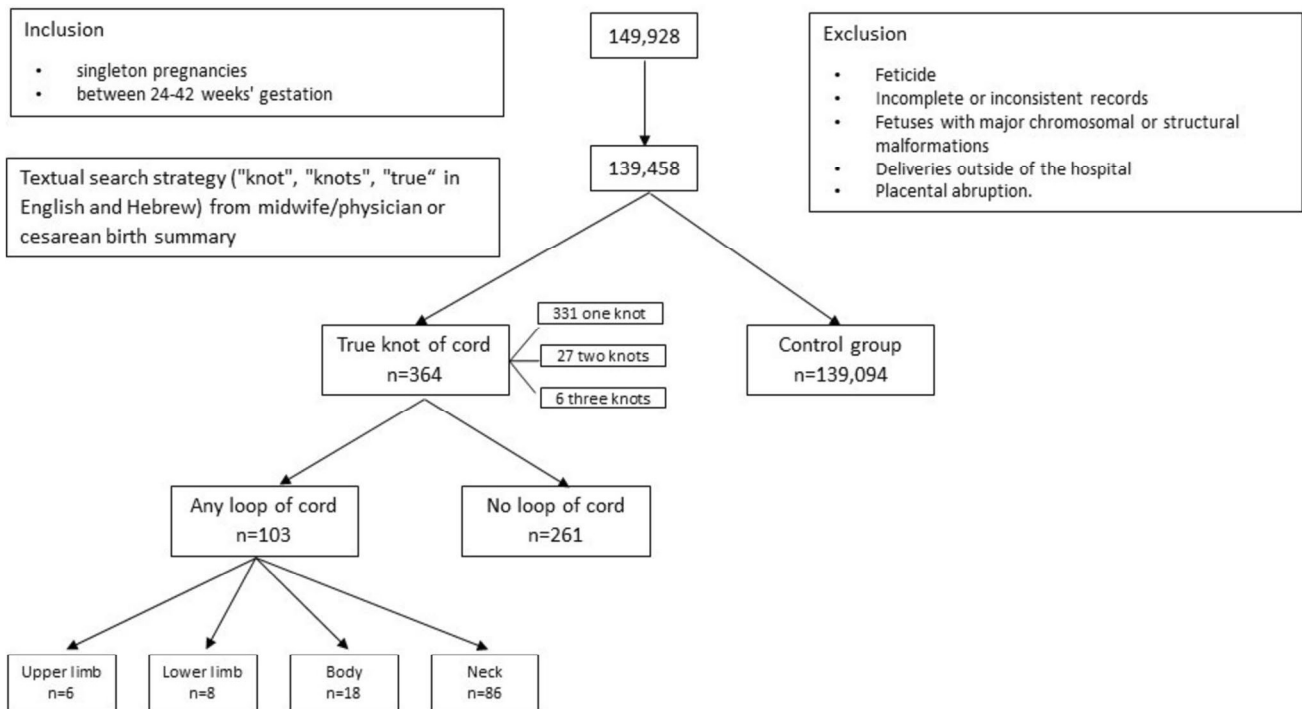 Inclusion
• singleton pregnancies
• between 24-42 weeks' gestation
149,928
Exclusion
• Feticide
• Incomplete or inconsistent records
• Fetuses with major chromosomal or structural
malformations
• Deliveries outside of the hospital
• Placental abruption.
Textual search strategy ("knot", "knots", "true“ in
English and Hebrew) from midwife/physician or
cesarean birth summary
139,458
True knot of cord
n=364
331 one knot
27 two knots
6 three knots
Control group
n=139,094
Any loop of cord
n=103
No loop of cord
n=261
Upper limb
n=6
Lower limb
n=8
Body
n=18
Neck
n=86